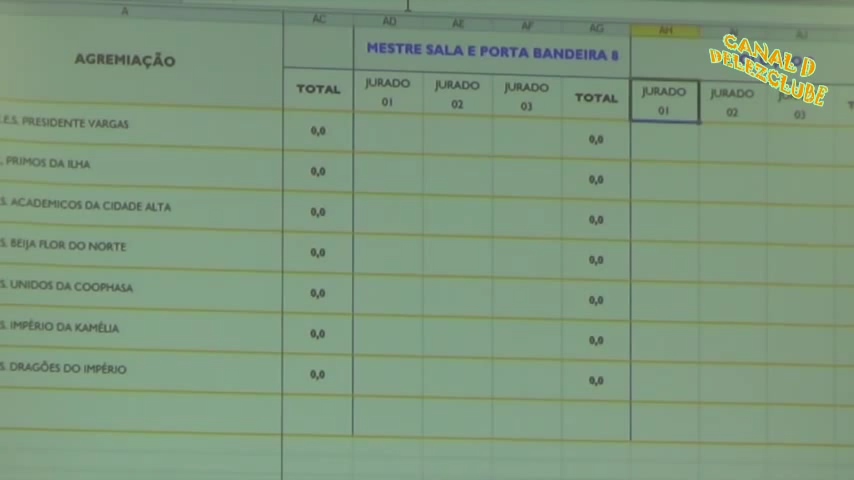 A AC AD AE AF AG AH AJ
AGREMIAÇÃO MESTRE SALA E PORTA BANDEIRA 8
TOTAL JURADO 01 JURADO 02 JURADO 03 TOTAL JURADO 01 JURADO 02 03
.E.S. PRESIDENTE VARGAS 0,0 0,0
. PRIMOS DA ILHA 0,0 0,0
S. ACADEMICOS DA CIDADE ALTA 0,0 0,0
S. BEIJA FLOR DO NORTE 0,0 0,0
S. UNIDOS DA COOPHASA 0,0 0,0
S. IMPÉRIO DA KAMÉLIA 0,0 0,0
S. DRAGÕES DO IMPÉRIO 0,0 0,0
CANAL D
DELEZCLUBE